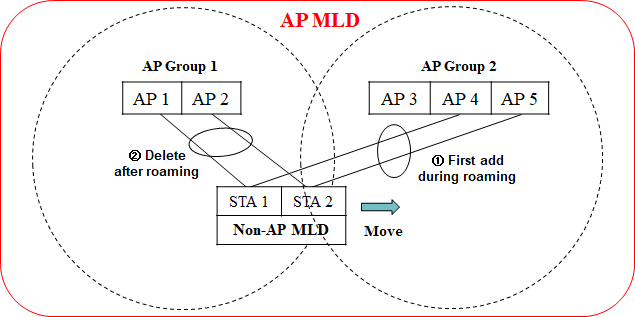 AP MLD
AP Group 1
AP Group 2
AP 1 AP 2
AP 3 AP 4 AP 5
② Delete
after roaming
① First add
during roaming
STA 1 STA 2
Non-AP MLD
Move